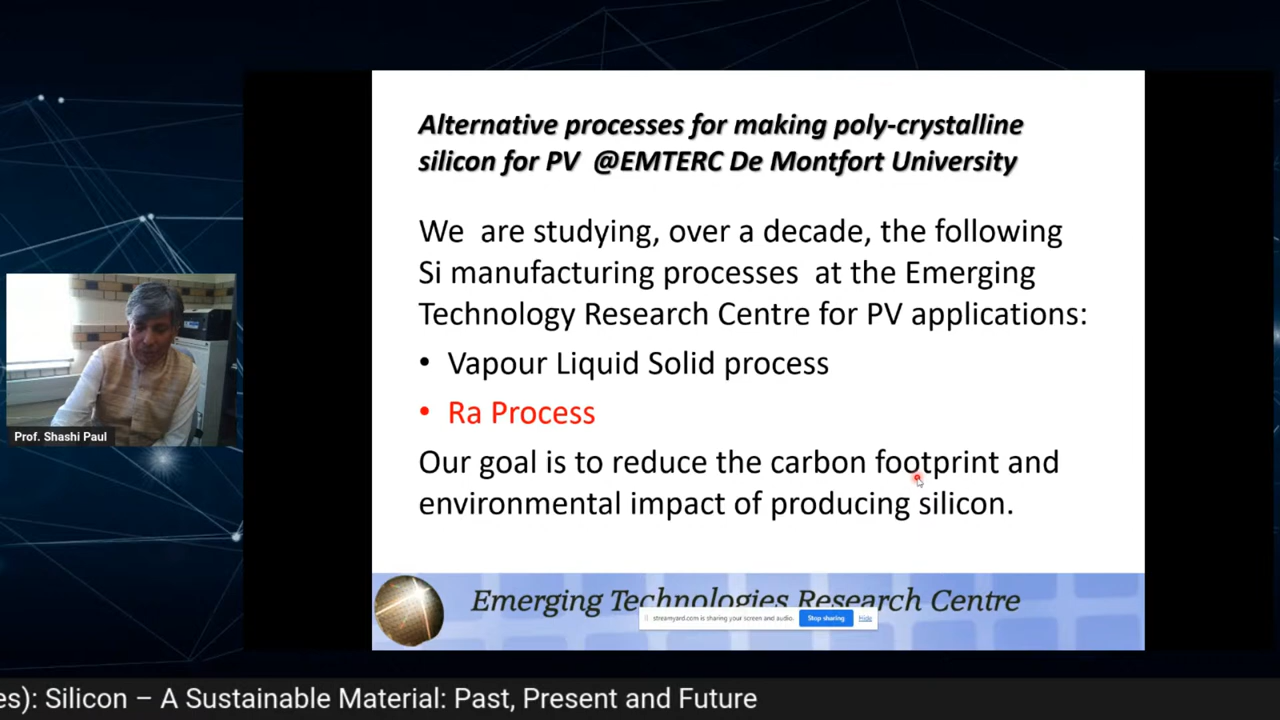 Alternative processes for making poly-crystalline
silicon for PV @EMTERC De Montfort University
We are studying, over a decade, the following
Si manufacturing processes at the Emerging
Technology Research Centre for PV applications:
• Vapour Liquid Solid process
• Ra Process
Our goal is to reduce the carbon footprint and
environmental impact of producing silicon.
Prof. Shashi Paul
Emerging Technologies Research Centre
streamyard.com is sharing your screen and audio.
Stop sharing
Hide
es): Silicon – A Sustainable Material: Past, Present and Future